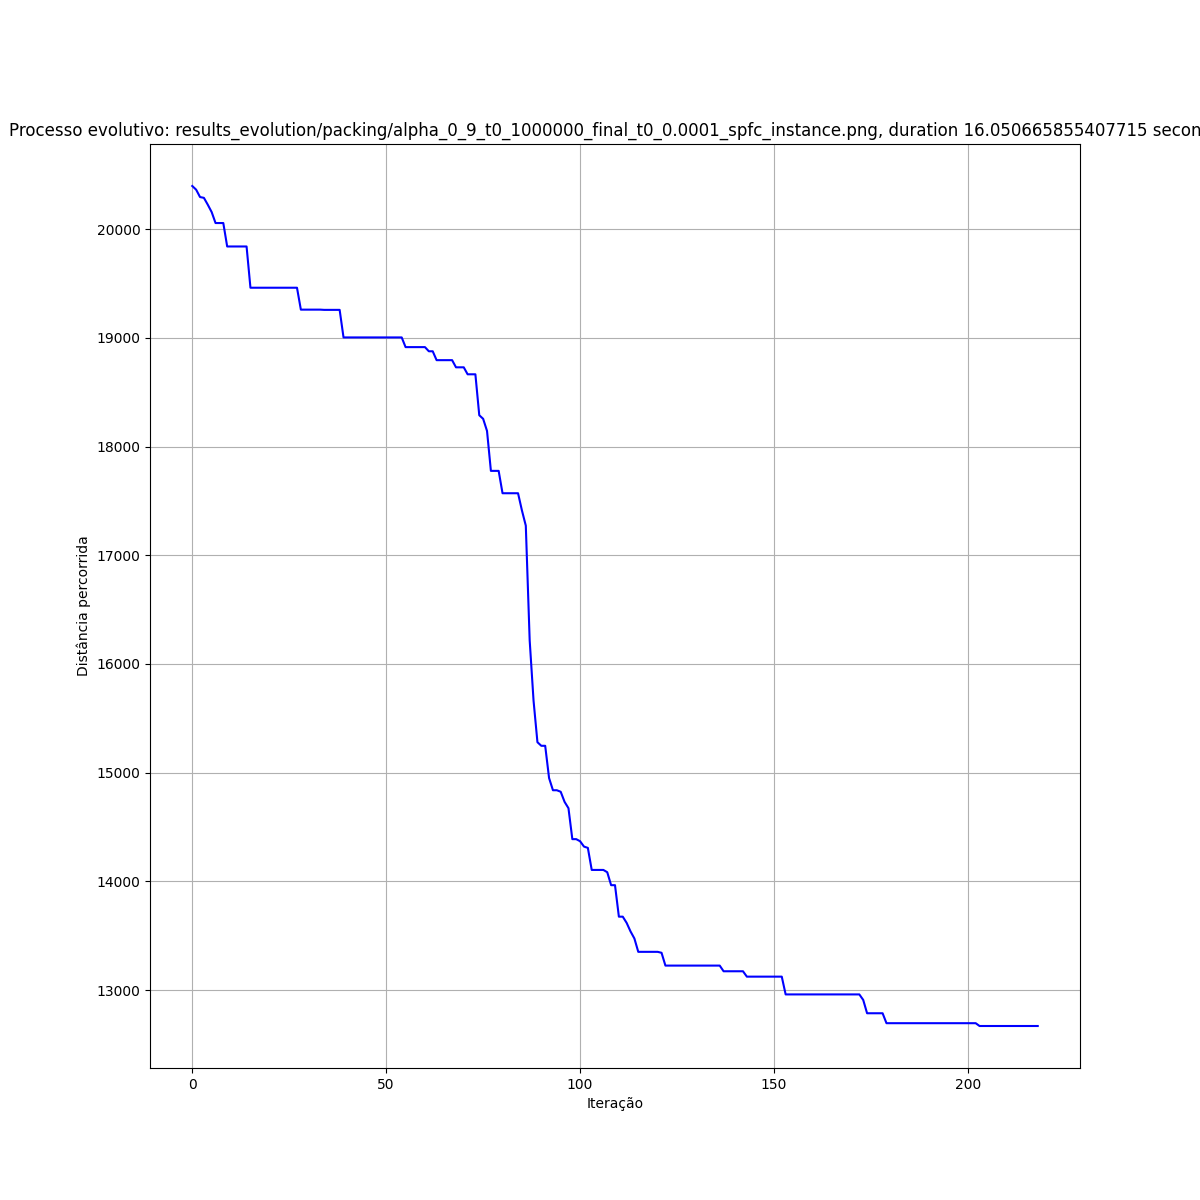 Processo evolutivo: results_evolution/packing/alpha_0_9_t0_1000000_final_t0_0.0001_spfc_instance.png, duration 16.050665855407715 secon
20000
19000
18000
17000
16000
15000
14000
13000
Distância percorrida
0 50 100 150 200
Iteração